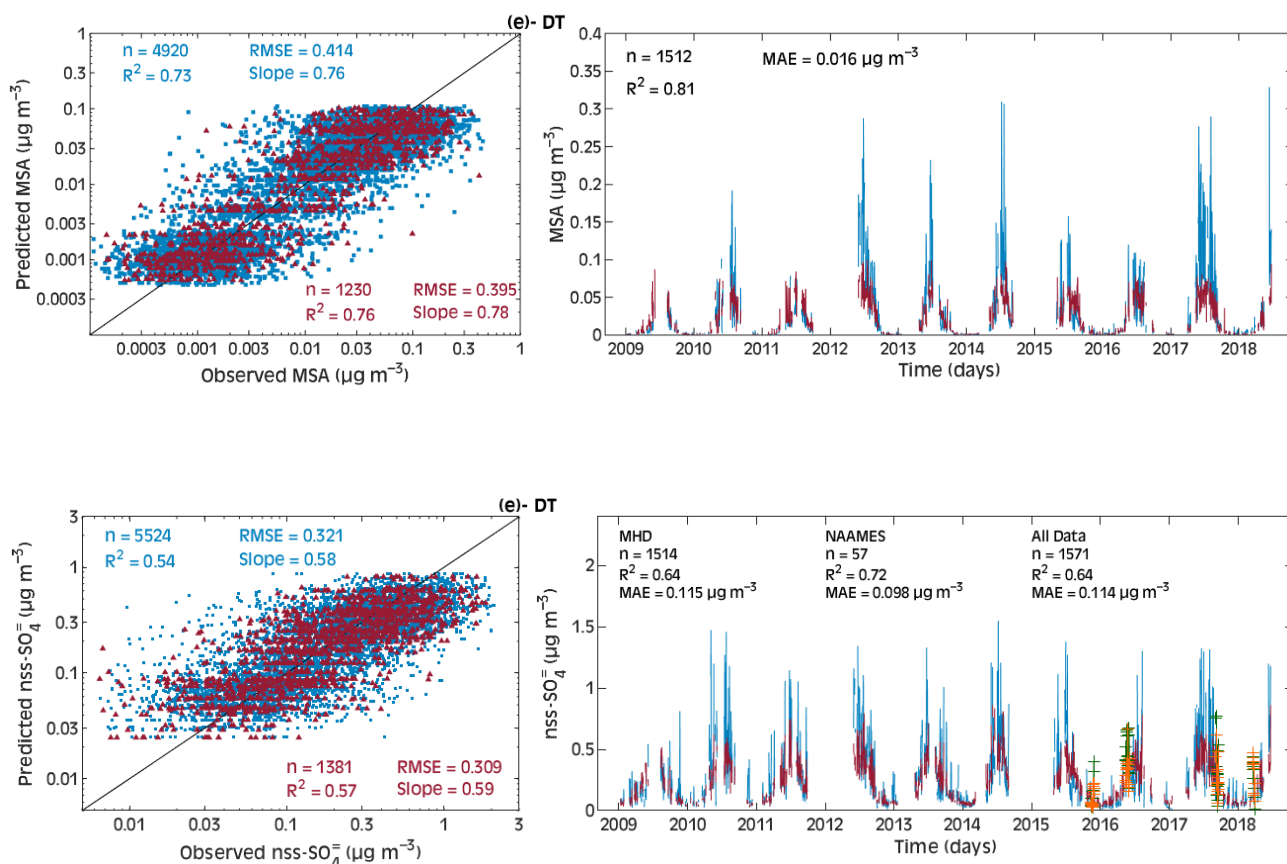 (e)- DT
n = 4920 RMSE = 0.414
R² = 0.73 Slope = 0.76
1
0.3
0.1
0.03
0.01
0.003
0.001
0.0003
Predicted MSA (µg m⁻³)
n = 1230 RMSE = 0.395
R² = 0.76 Slope = 0.78
0.0003 0.001 0.003 0.01 0.03 0.1 0.3 1
Observed MSA (µg m⁻³)
n = 1512 MAE = 0.016 µg m⁻³
R² = 0.81
0.4
0.35
0.3
0.25
0.2
0.15
0.1
0.05
0
MSA (µg m⁻³)
2009 2010 2011 2012 2013 2014 2015 2016 2017 2018
Time (days)
(e)- DT
n = 5524 RMSE = 0.321
R² = 0.54 Slope = 0.58
3
1
0.3
0.1
0.03
0.01
Predicted nss-SO₄⁼ (µg m⁻³)
n = 1381 RMSE = 0.309
R² = 0.57 Slope = 0.59
0.01 0.03 0.1 0.3 1 3
Observed nss-SO₄⁼ (µg m⁻³)
MHD NAAMES All Data
n = 1514 n = 57 n = 1571
R² = 0.64 R² = 0.72 R² = 0.64
MAE = 0.115 µg m⁻³ MAE = 0.098 µg m⁻³ MAE = 0.114 µg m⁻³
2
1.5
1
0.5
0
nss-SO₄⁼ (µg m⁻³)
2009 2010 2011 2012 2013 2014 2015 2016 2017 2018
Time (days)